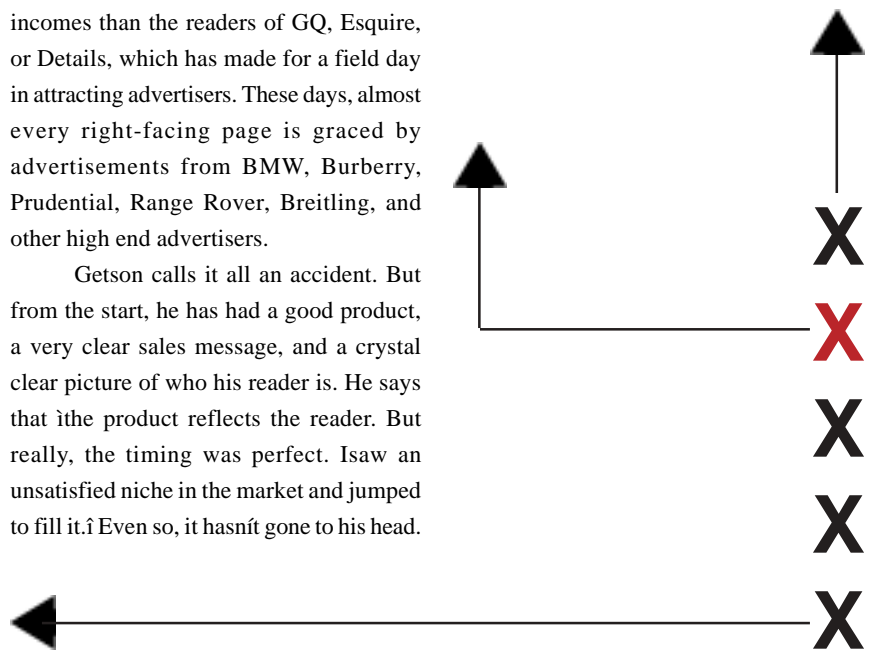 incomes than the readers of GQ, Esquire,
or Details, which has made for a field day
in attracting advertisers. These days, almost
every right-facing page is graced by
advertisements from BMW, Burberry,
Prudential, Range Rover, Breitling, and
other high end advertisers.
Getson calls it all an accident. But
from the start, he has had a good product,
a very clear sales message, and a crystal
clear picture of who his reader is. He says
that ìthe product reflects the reader. But
really, the timing was perfect. Isaw an
unsatisfied niche in the market and jumped
to fill it.î Even so, it hasnít gone to his head.
X
X
X
X
X